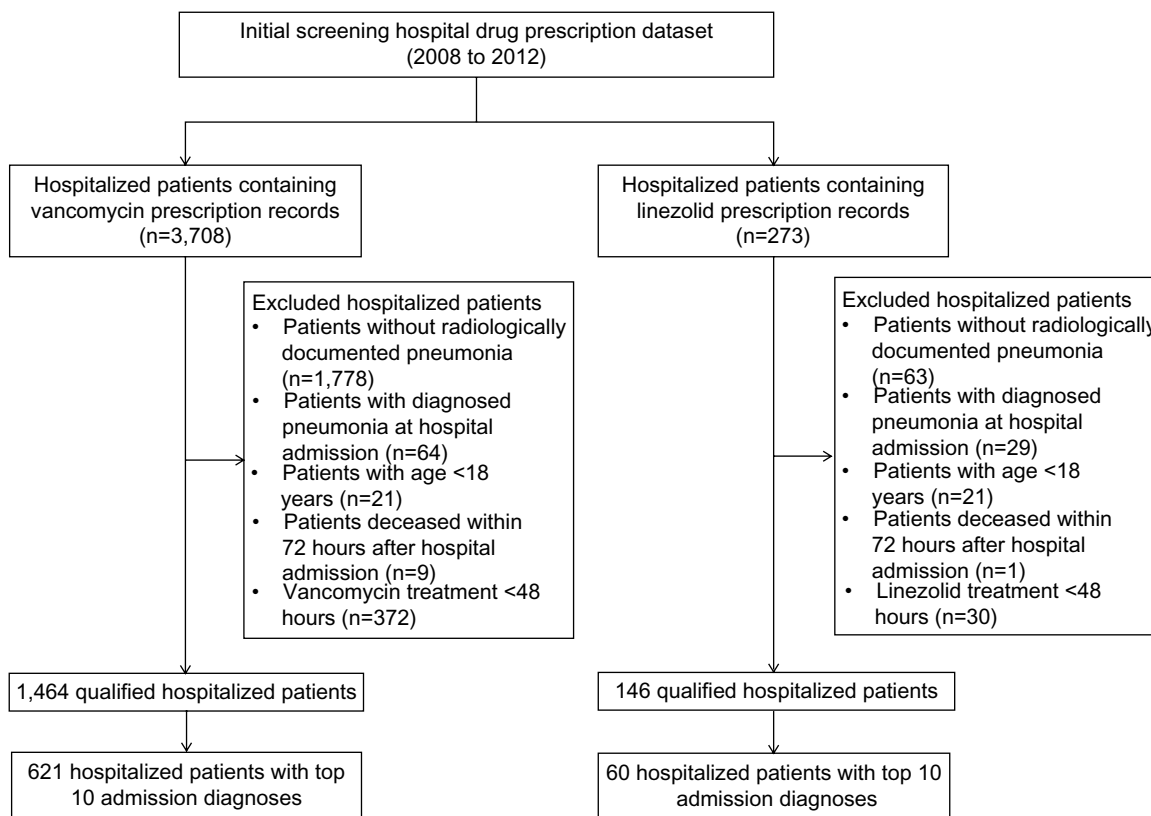 Initial screening hospital drug prescription dataset
(2008 to 2012)
Hospitalized patients containing
vancomycin prescription records
(n=3,708)
Hospitalized patients containing
linezolid prescription records
(n=273)
Excluded hospitalized patients
• Patients without radiologically
documented pneumonia
(n=1,778)
• Patients with diagnosed
pneumonia at hospital
admission (n=64)
• Patients with age <18
years (n=21)
• Patients deceased within
72 hours after hospital
admission (n=9)
• Vancomycin treatment <48
hours (n=372)
Excluded hospitalized patients
• Patients without radiologically
documented pneumonia
(n=63)
• Patients with diagnosed
pneumonia at hospital
admission (n=29)
• Patients with age <18
years (n=21)
• Patients deceased within
72 hours after hospital
admission (n=1)
• Linezolid treatment <48
hours (n=30)
1,464 qualified hospitalized patients
146 qualified hospitalized patients
621 hospitalized patients with top
10 admission diagnoses
60 hospitalized patients with top 10
admission diagnoses